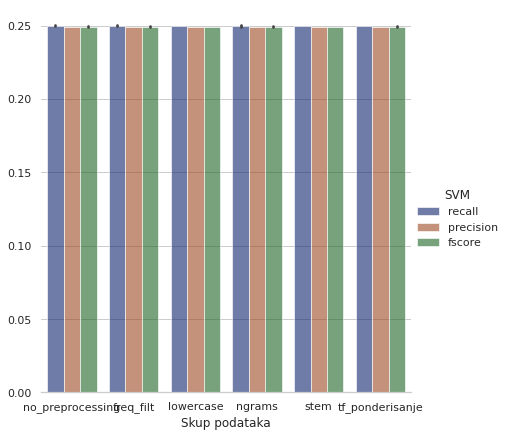 0.25
0.20
0.15
0.10
0.05
0.00
no_preprocessing freq_filt lowercase ngrams stem tf_ponderisanje
Skup podataka
SVM
recall
precision
fscore